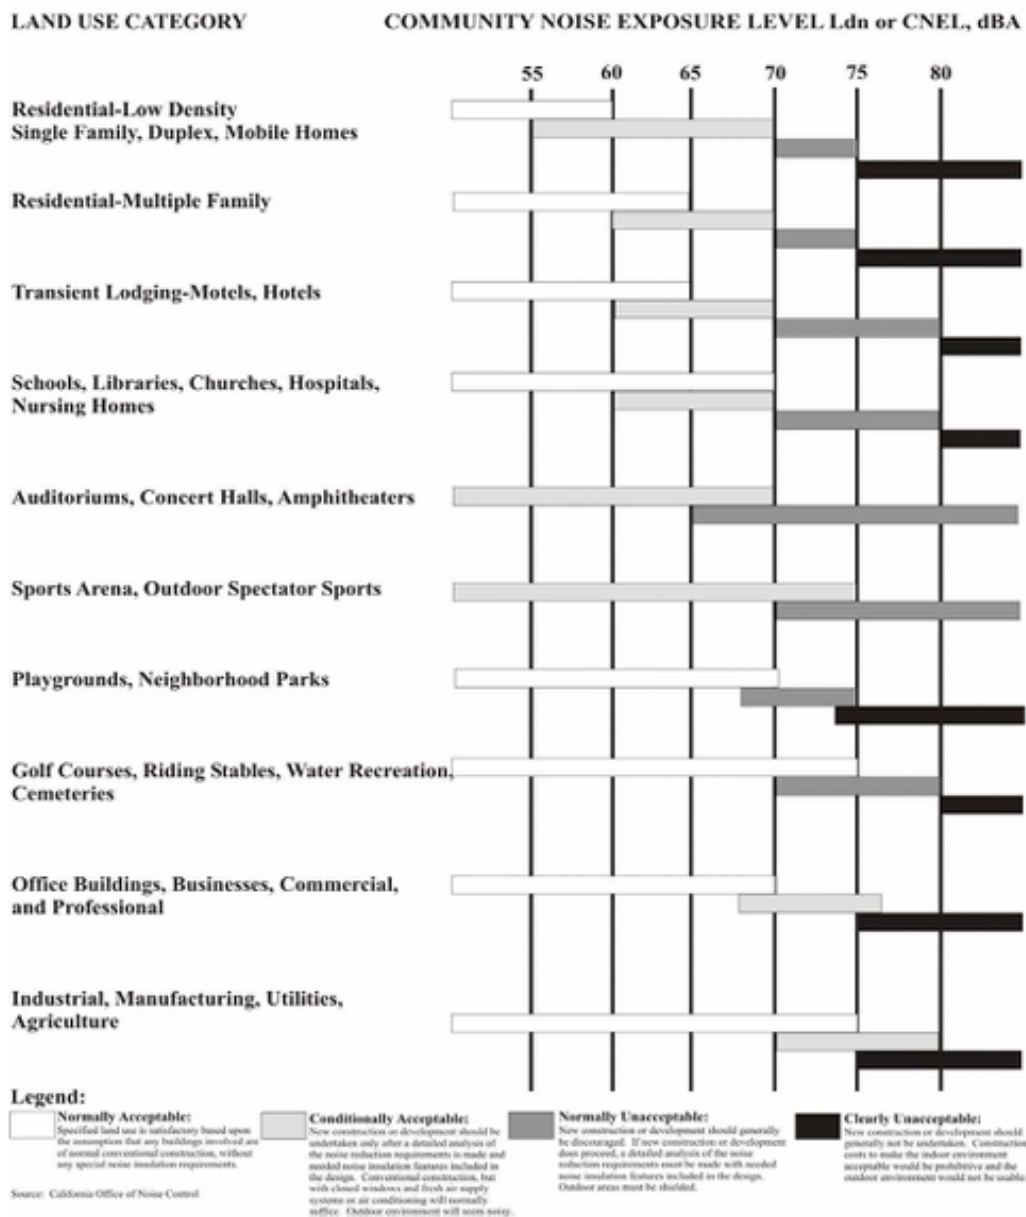 LAND USE CATEGORY COMMUNITY NOISE EXPOSURE LEVEL Ldn or CNEL, dBA
55 60 65 70 75 80
Residential-Low Density
Single Family, Duplex, Mobile Homes
Residential-Multiple Family
Transient Lodging-Motels, Hotels
Schools, Libraries, Churches, Hospitals,
Nursing Homes
Auditoriums, Concert Halls, Amphitheaters
Sports Arena, Outdoor Spectator Sports
Playgrounds, Neighborhood Parks
Golf Courses, Riding Stables, Water Recreation,
Cemeteries
Office Buildings, Businesses, Commercial,
and Professional
Industrial, Manufacturing, Utilities,
Agriculture
Legend:
Normally Acceptable:
Specified land use is satisfactory based upon
the assumption that any buildings involved are
of normal conventional construction, without
any special noise insulation requirements.
Conditionally Acceptable:
New construction or development should be
undertaken only after a detailed analysis of
the noise reduction requirements is made and
needed noise insulation features included in
the design. Conventional construction, but
with closed windows and fresh air supply
systems or air conditioning will normally
suffice. Outdoor environment will seem noisy.
Normally Unacceptable:
New construction or development should generally
be discouraged. If new construction or development
does proceed, a detailed analysis of the noise
reduction requirements must be made with needed
noise insulation features included in the design.
Outdoor areas must be shielded.
Clearly Unacceptable:
New construction or development should
generally not be undertaken. Construction
costs to make the indoor environment
acceptable would be prohibitive and the
outdoor environment would not be usable.
Source: California Office of Noise Control